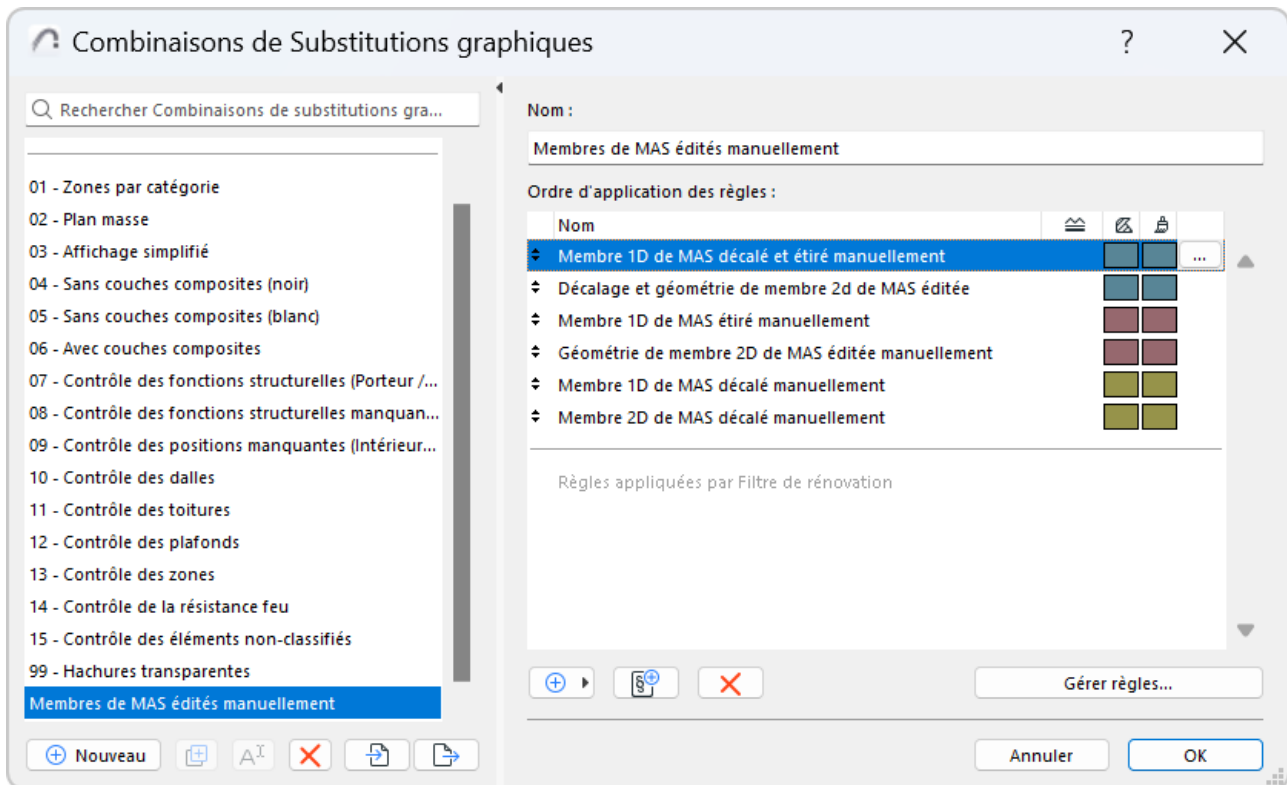 Combinaisons de Substitutions graphiques
?
Rechercher Combinaisons de substitutions gra...
01 - Zones par catégorie
02 - Plan masse
03 - Affichage simplifié
04 - Sans couches composites (noir)
05 - Sans couches composites (blanc)
06 - Avec couches composites
07 - Contrôle des fonctions structurelles (Porteur /...
08 - Contrôle des fonctions structurelles manquan...
09 - Contrôle des positions manquantes (Intérieur...
10 - Contrôle des dalles
11 - Contrôle des toitures
12 - Contrôle des plafonds
13 - Contrôle des zones
14 - Contrôle de la résistance feu
15 - Contrôle des éléments non-classifiés
99 - Hachures transparentes
Membres de MAS édités manuellement
Nouveau
Nom :
Membres de MAS édités manuellement
Ordre d'application des règles :
Nom
Membre 1D de MAS décalé et étiré manuellement
...
Décalage et géométrie de membre 2d de MAS éditée
Membre 1D de MAS étiré manuellement
Géométrie de membre 2D de MAS éditée manuellement
Membre 1D de MAS décalé manuellement
Membre 2D de MAS décalé manuellement
Règles appliquées par Filtre de rénovation
Gérer règles...
Annuler
OK